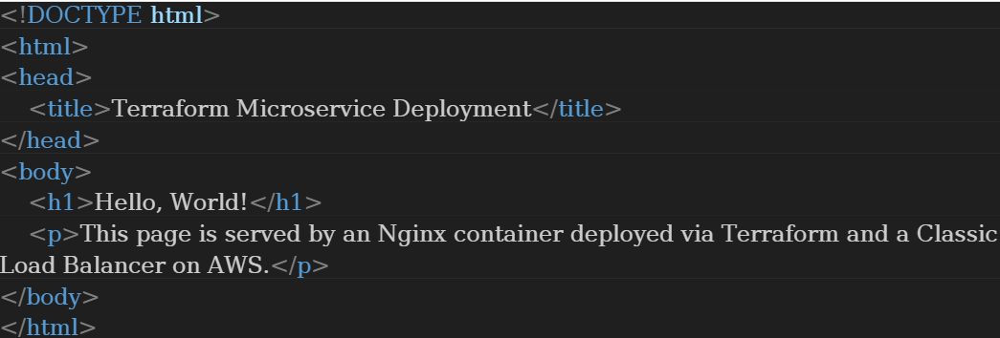 <!DOCTYPE html>
<html>
<head>
    <title>Terraform Microservice Deployment</title>
</head>
<body>
    <h1>Hello, World!</h1>
    <p>This page is served by an Nginx container deployed via Terraform and a Classic
Load Balancer on AWS.</p>
</body>
</html>